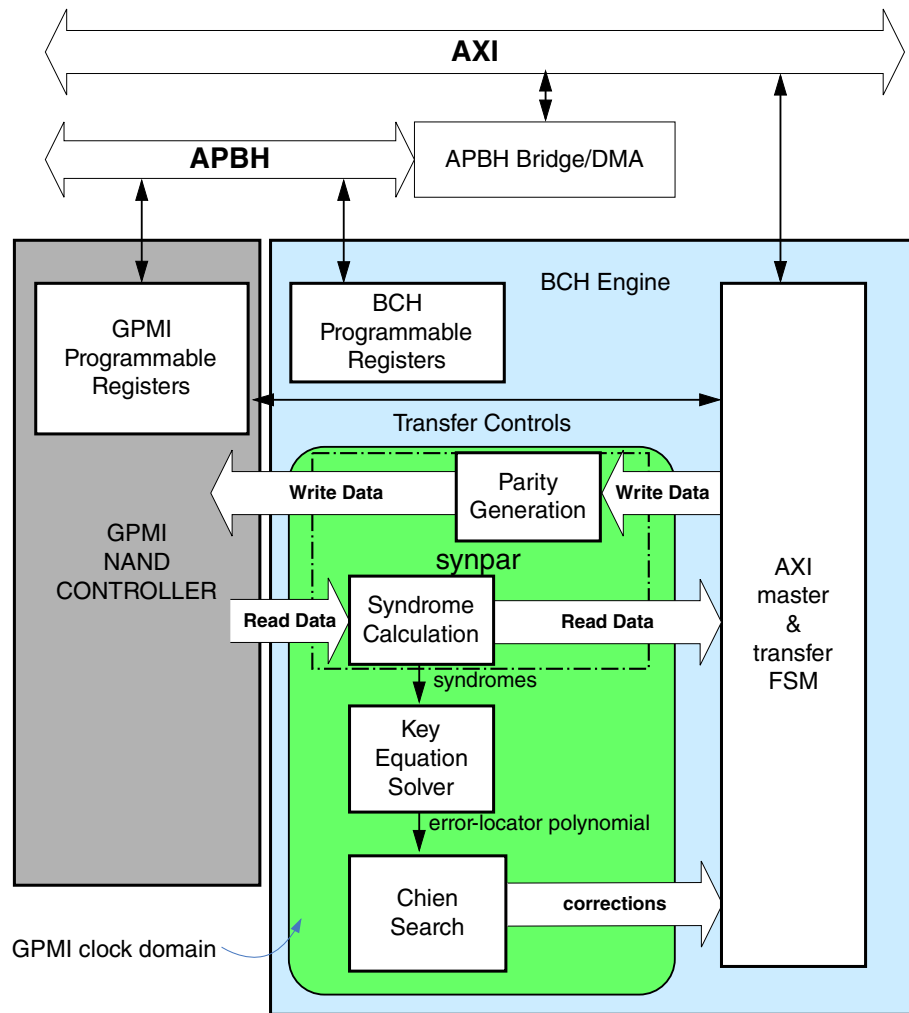 AXI
APBH
APBH Bridge/DMA
BCH Engine
GPMI
Programmable
Registers
BCH
Programmable
Registers
Transfer Controls
Write Data
Parity
Generation
Write Data
synpar
GPMI
NAND
CONTROLLER
Read Data
Syndrome
Calculation
Read Data
AXI
master
&
transfer
FSM
syndromes
Key
Equation
Solver
error-locator polynomial
Chien
Search
corrections
GPMI clock domain